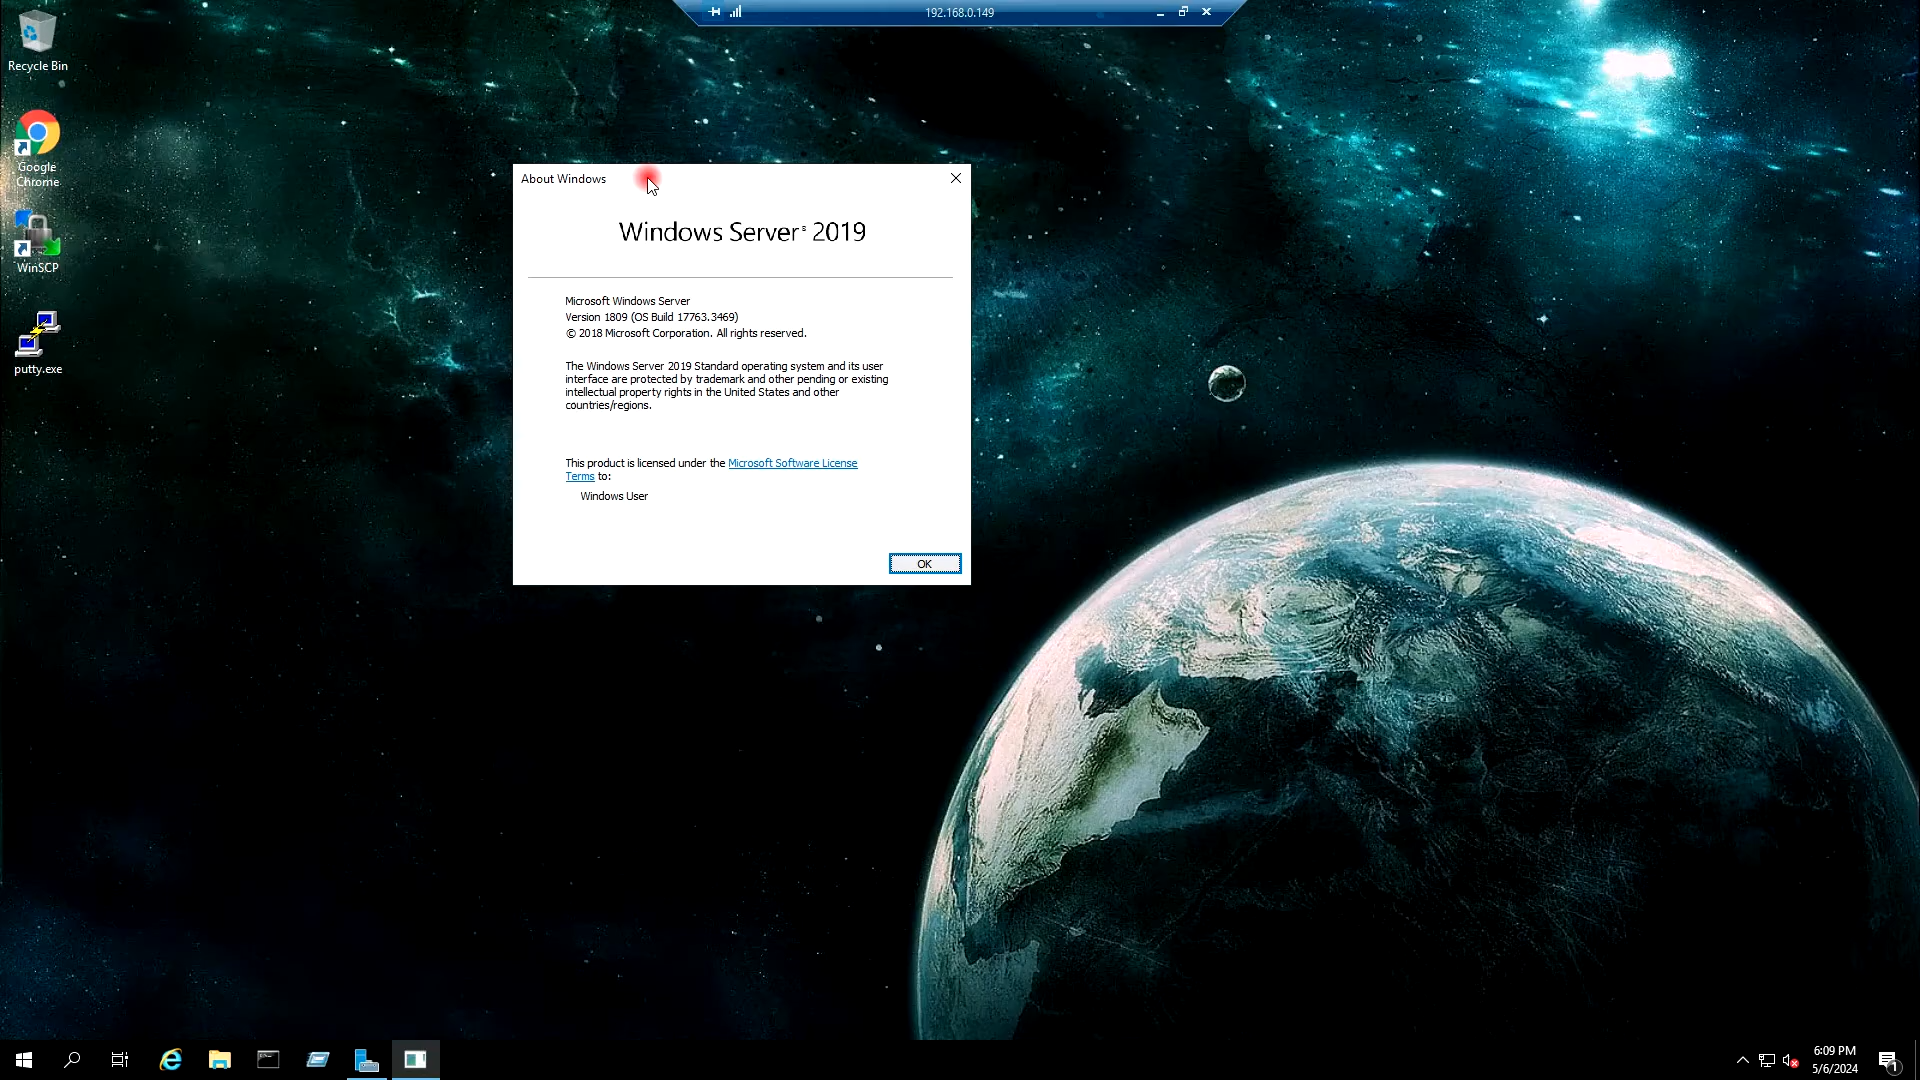 192.168.0.149
Recycle Bin
Google
Chrome
WinSCP
putty.exe
About Windows
Windows Server® 2019
Microsoft Windows Server
Version 1809 (OS Build 17763.3469)
© 2018 Microsoft Corporation. All rights reserved.
The Windows Server 2019 Standard operating system and its user
interface are protected by trademark and other pending or existing
intellectual property rights in the United States and other
countries/regions.
This product is licensed under the Microsoft Software License
Terms to:
Windows User
OK
6:09 PM
5/6/2024
1